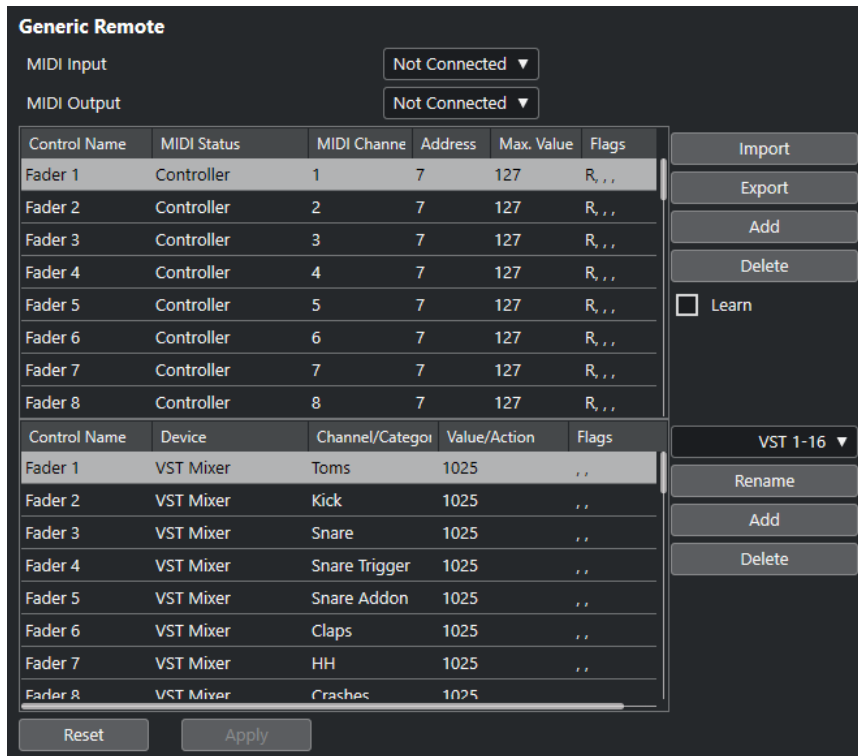 Generic Remote
MIDI Input Not Connected ▼
MIDI Output Not Connected ▼
Control Name MIDI Status MIDI Channe Address Max. Value Flags
Fader 1 Controller 1 7 127 R, , ,
Fader 2 Controller 2 7 127 R, , ,
Fader 3 Controller 3 7 127 R, , ,
Fader 4 Controller 4 7 127 R, , ,
Fader 5 Controller 5 7 127 R, , ,
Fader 6 Controller 6 7 127 R, , ,
Fader 7 Controller 7 7 127 R, , ,
Fader 8 Controller 8 7 127 R, , ,
Import
Export
Add
Delete
Learn
Control Name Device Channel/Categor Value/Action Flags
Fader 1 VST Mixer Toms 1025 , ,
Fader 2 VST Mixer Kick 1025 , ,
Fader 3 VST Mixer Snare 1025 , ,
Fader 4 VST Mixer Snare Trigger 1025 , ,
Fader 5 VST Mixer Snare Addon 1025 , ,
Fader 6 VST Mixer Claps 1025 , ,
Fader 7 VST Mixer HH 1025 , ,
Fader 8 VST Mixer Crashes 1025
VST 1-16 ▼
Rename
Add
Delete
Reset Apply